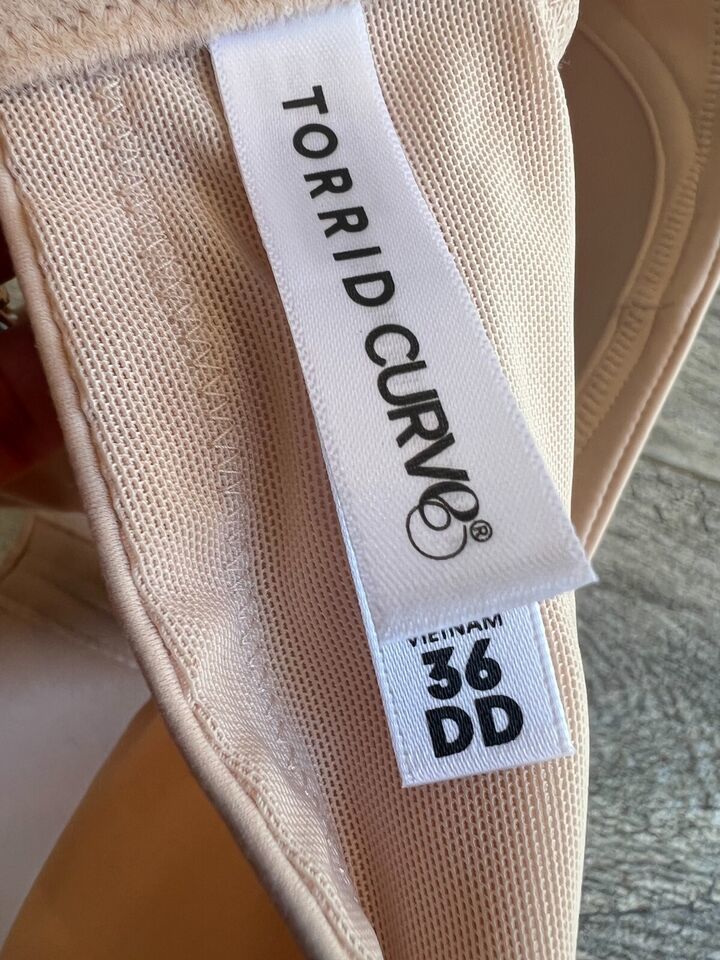 TORRID CURVE®
VIETNAM
36
DD